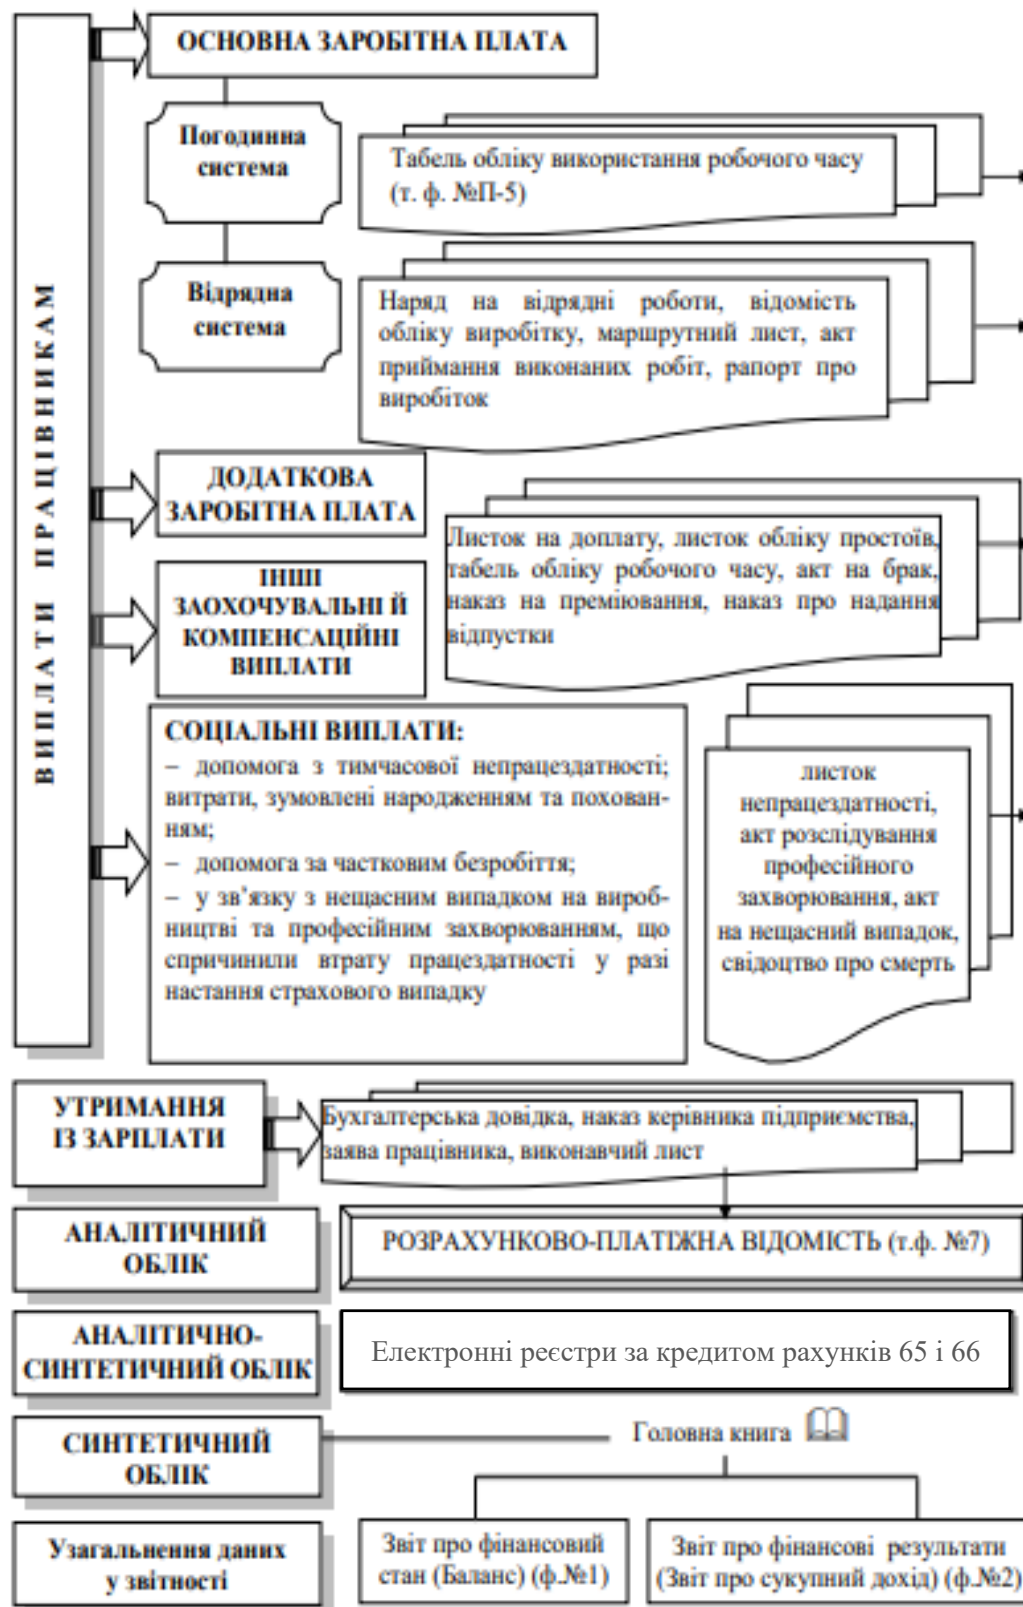 ВИПЛАТИ ПРАЦІВНИКАМ
ОСНОВНА ЗАРОБІТНА ПЛАТА
Погодинна
система
Табель обліку використання робочого часу
(т. ф. №П-5)
Відрядна
система
Наряд на відрядні роботи, відомість
обліку виробітку, маршрутний лист, акт
приймання виконаних робіт, рапорт про
виробіток
ДОДАТКОВА
ЗАРОБІТНА ПЛАТА
Листок на доплату, листок обліку простоїв,
табель обліку робочого часу, акт на брак,
наказ на преміювання, наказ про надання
відпустки
ІНШІ
ЗАОХОЧУВАЛЬНІ Й
КОМПЕНСАЦІЙНІ
ВИПЛАТИ
СОЦІАЛЬНІ ВИПЛАТИ:
– допомога з тимчасової непрацездатності;
витрати, зумовлені народженням та похован-
ням;
– допомога за частковим безробіття;
– у зв’язку з нещасним випадком на вироб-
ництві та професійним захворюванням, що
спричинили втрату працездатності у разі
настання страхового випадку
листок
непрацездатності,
акт розслідування
професійного
захворювання, акт
на нещасний випадок,
свідоцтво про смерть
УТРИМАННЯ
ІЗ ЗАРПЛАТИ
Бухгалтерська довідка, наказ керівника підприємства,
заява працівника, виконавчий лист
АНАЛІТИЧНИЙ
ОБЛІК
РОЗРАХУНКОВО-ПЛАТІЖНА ВІДОМІСТЬ (т.ф. №7)
АНАЛІТИЧНО-
СИНТЕТИЧНИЙ ОБЛІК
Електронні реєстри за кредитом рахунків 65 і 66
СИНТЕТИЧНИЙ
ОБЛІК
Головна книга
Узагальнення даних
у звітності
Звіт про фінансовий
стан (Баланс) (ф.№1)
Звіт про фінансові результати
(Звіт про сукупний дохід) (ф.№2)